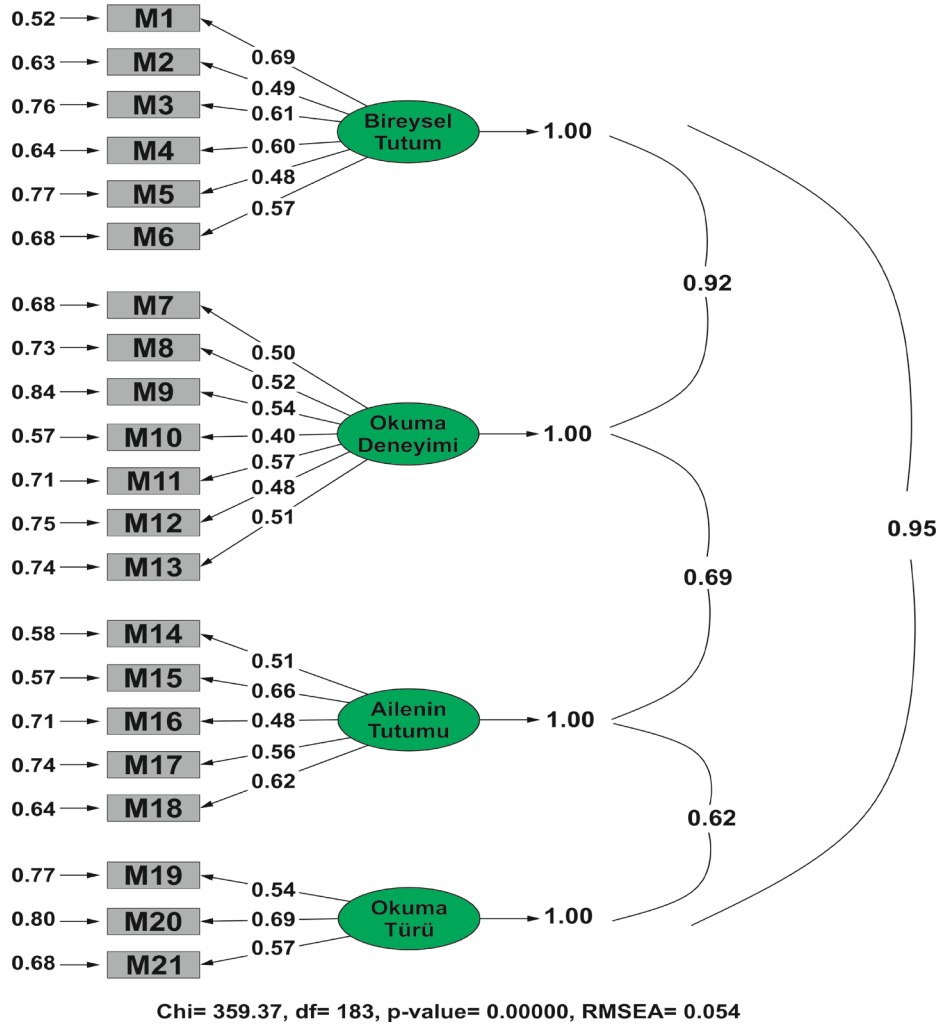 0.52 M1
0.69
0.63 M2
0.49
0.76 M3
0.61
Bireysel
Tutum
1.00
0.64 M4
0.60
0.77 M5
0.48
0.68 M6
0.57
0.92
0.68 M7
0.50
0.73 M8
0.52
0.84 M9
0.54
Okuma
Deneyimi
1.00
0.57 M10
0.40
0.71 M11
0.57
0.75 M12
0.48
0.74 M13
0.51
0.95
0.69
0.58 M14
0.51
0.57 M15
0.66
0.71 M16
0.48
Ailenin
Tutumu
1.00
0.74 M17
0.56
0.64 M18
0.62
0.62
0.77 M19
0.54
0.80 M20
0.69
Okuma
Türü
1.00
0.68 M21
0.57
Chi= 359.37, df= 183, p-value= 0.00000, RMSEA= 0.054